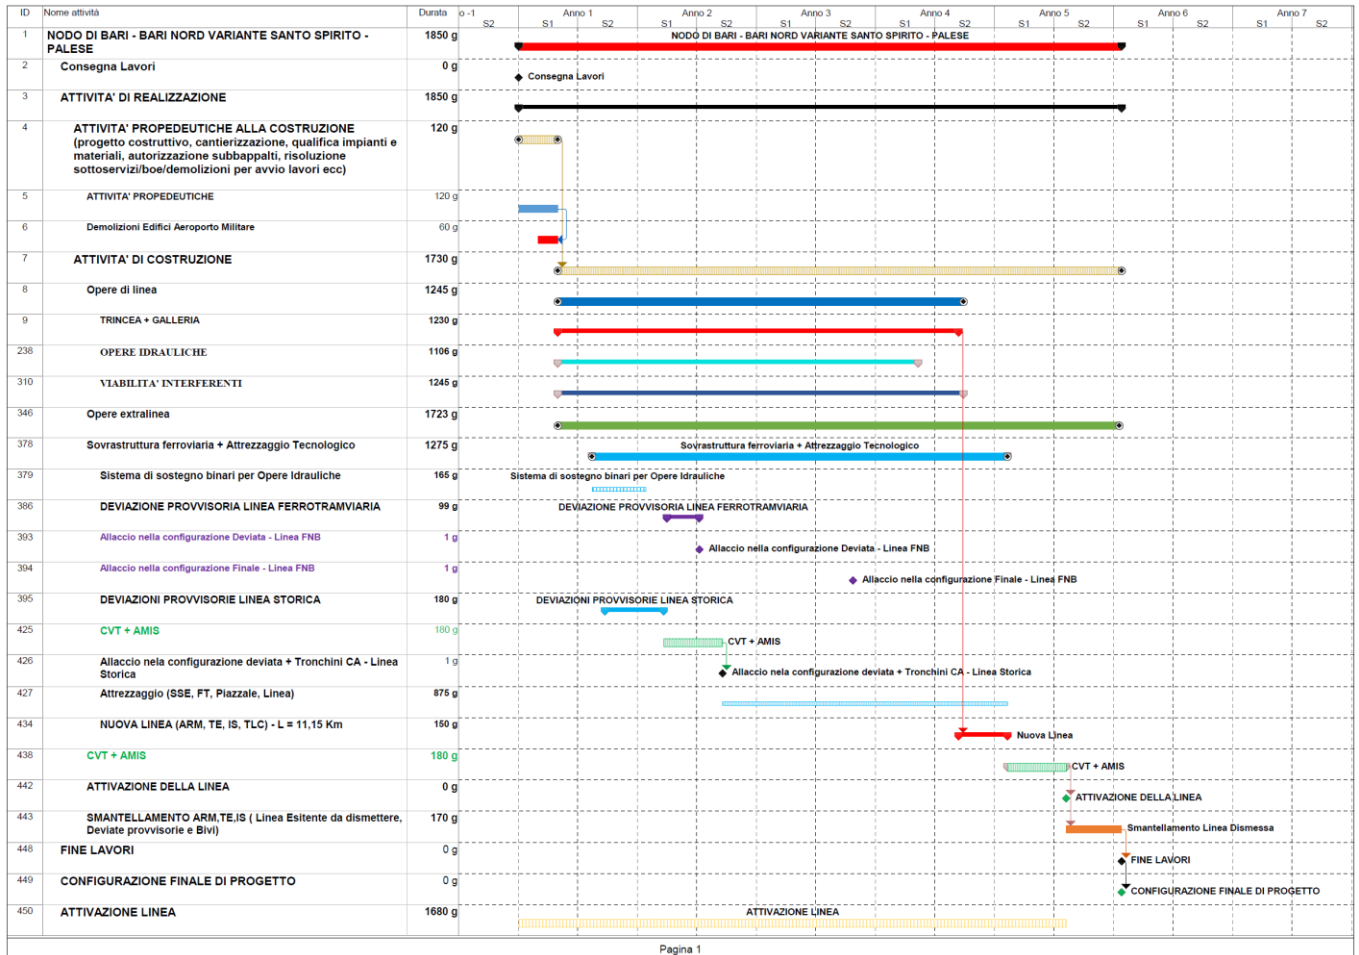 ID Nome attività Durata o -1 Anno 1 Anno 2 Anno 3 Anno 4 Anno 5 Anno 6 Anno 7
S2 S1 S2 S1 S2 S1 S2 S1 S2 S1 S2 S1 S2 S1 S2
1 NODO DI BARI - BARI NORD VARIANTE SANTO SPIRITO - 1850 g NODO DI BARI - BARI NORD VARIANTE SANTO SPIRITO - PALESE
PALESE
2 Consegna Lavori 0 g
Consegna Lavori
3 ATTIVITA' DI REALIZZAZIONE 1850 g
4 ATTIVITA' PROPEDEUTICHE ALLA COSTRUZIONE 120 g
(progetto costruttivo, cantierizzazione, qualifica impianti e
materiali, autorizzazione subbappalti, risoluzione
sottoservizi/boe/demolizioni per avvio lavori ecc)
5 ATTIVITA' PROPEDEUTICHE 120 g
6 Demolizioni Edifici Aeroporto Militare 60 g
7 ATTIVITA' DI COSTRUZIONE 1730 g
8 Opere di linea 1245 g
9 TRINCEA + GALLERIA 1230 g
238 OPERE IDRAULICHE 1106 g
310 VIABILITA' INTERFERENTI 1245 g
346 Opere extralinea 1723 g
378 Sovrastruttura ferroviaria + Attrezzaggio Tecnologico 1275 g Sovrastruttura ferroviaria + Attrezzaggio Tecnologico
379 Sistema di sostegno binari per Opere Idrauliche 165 g Sistema di sostegno binari per Opere Idrauliche
386 DEVIAZIONE PROVVISORIA LINEA FERROTRAMVIARIA 99 g DEVIAZIONE PROVVISORIA LINEA FERROTRAMVIARIA
393 Allaccio nella configurazione Deviata - Linea FNB 1 g
Allaccio nella configurazione Deviata - Linea FNB
394 Allaccio nella configurazione Finale - Linea FNB 1 g
Allaccio nella configurazione Finale - Linea FNB
395 DEVIAZIONI PROVVISORIE LINEA STORICA 180 g DEVIAZIONI PROVVISORIE LINEA STORICA
425 CVT + AMIS 180 g
CVT + AMIS
426 Allaccio nela configurazione deviata + Tronchini CA - Linea 1 g
Storica
Allaccio nela configurazione deviata + Tronchini CA - Linea Storica
427 Attrezzaggio (SSE, FT, Piazzale, Linea) 875 g
434 NUOVA LINEA (ARM, TE, IS, TLC) - L = 11,15 Km 150 g
Nuova Linea
438 CVT + AMIS 180 g
CVT + AMIS
442 ATTIVAZIONE DELLA LINEA 0 g
ATTIVAZIONE DELLA LINEA
443 SMANTELLAMENTO ARM,TE,IS ( Linea Esitente da dismettere, 170 g
Deviate provvisorie e Bivi)
Smantellamento Linea Dismessa
448 FINE LAVORI 0 g
FINE LAVORI
449 CONFIGURAZIONE FINALE DI PROGETTO 0 g
CONFIGURAZIONE FINALE DI PROGETTO
450 ATTIVAZIONE LINEA 1680 g ATTIVAZIONE LINEA
Pagina 1